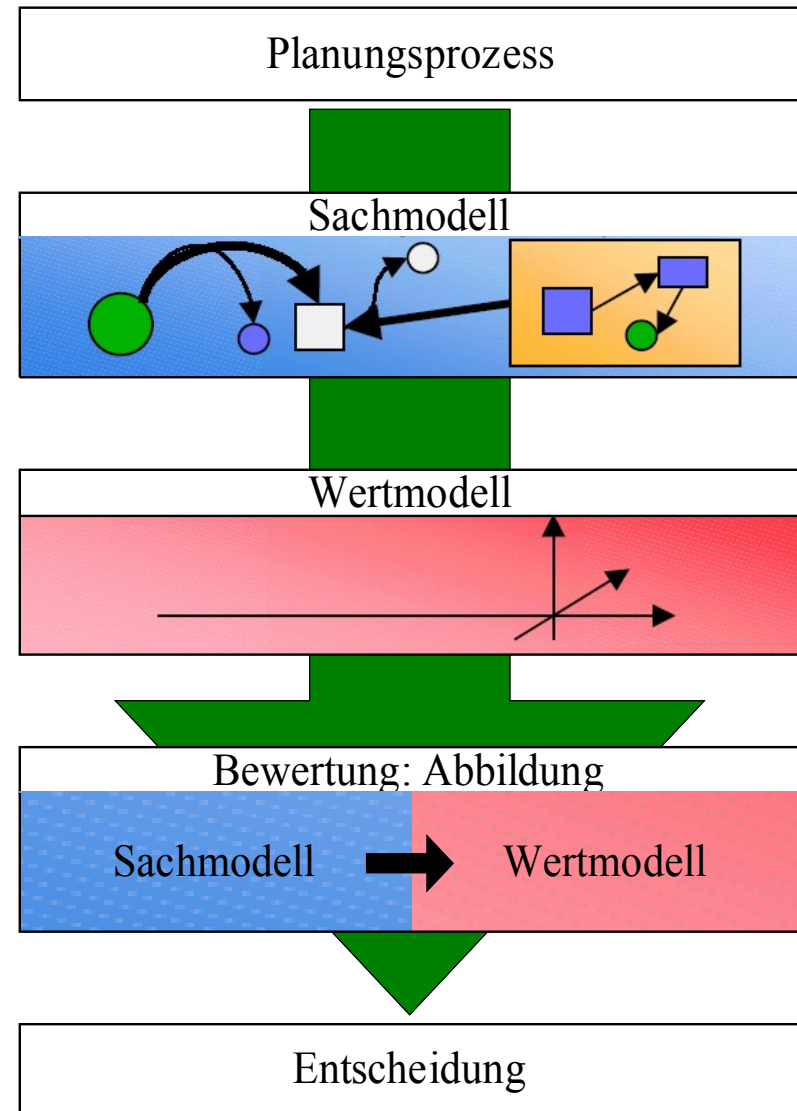 Planungsprozess
Sachmodell
Wertmodell
Bewertung: Abbildung
Sachmodell Wertmodell
Entscheidung